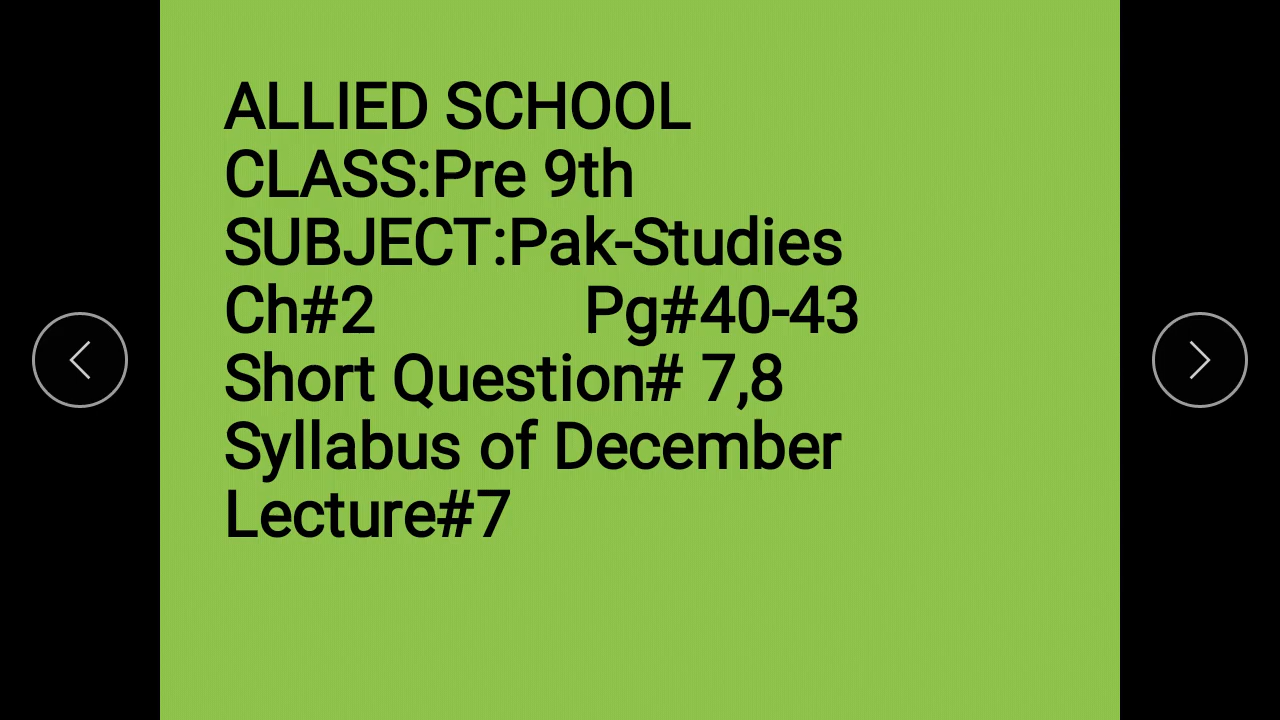 ALLIED SCHOOL
CLASS:Pre 9th
SUBJECT:Pak-Studies
Ch#2 Pg#40-43
Short Question# 7,8
Syllabus of December
Lecture#7